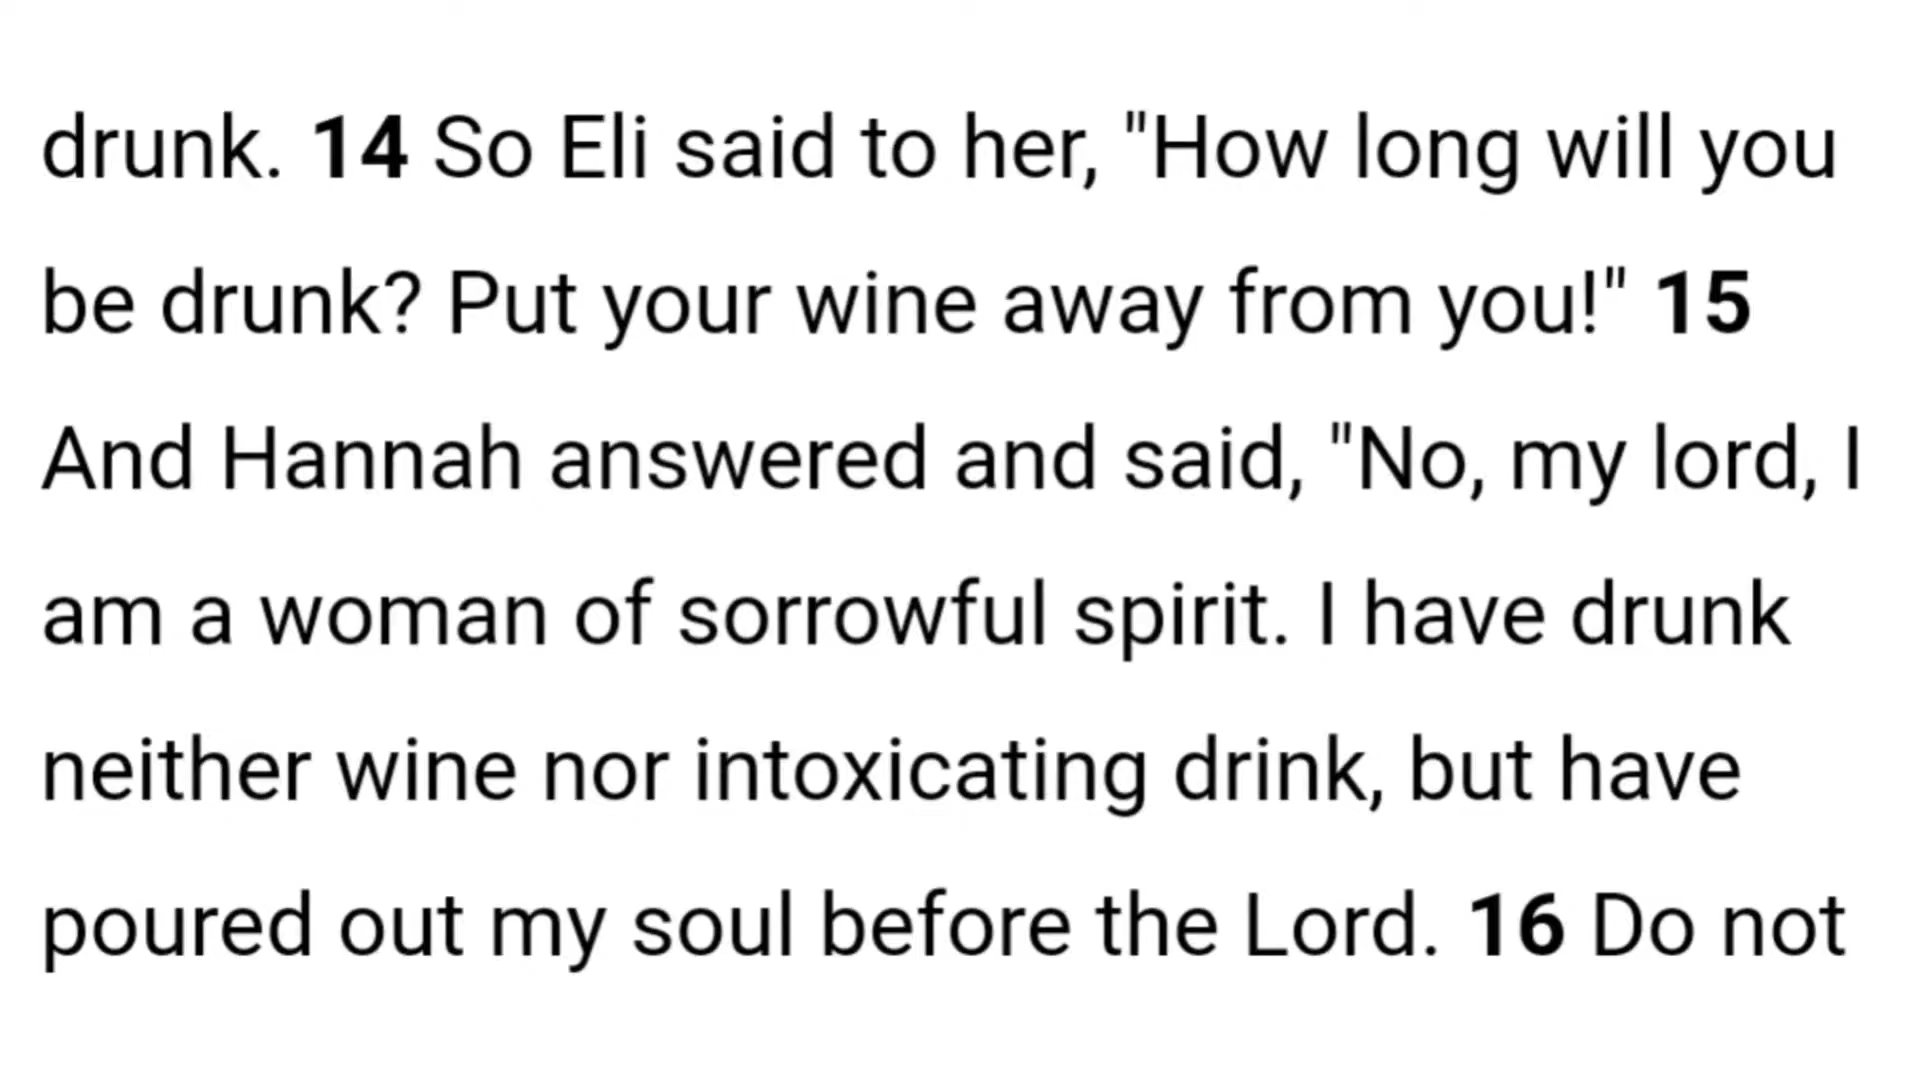 drunk. 14 So Eli said to her, "How long will you
be drunk? Put your wine away from you!" 15
And Hannah answered and said, "No, my lord, I
am a woman of sorrowful spirit. I have drunk
neither wine nor intoxicating drink, but have
poured out my soul before the Lord. 16 Do not